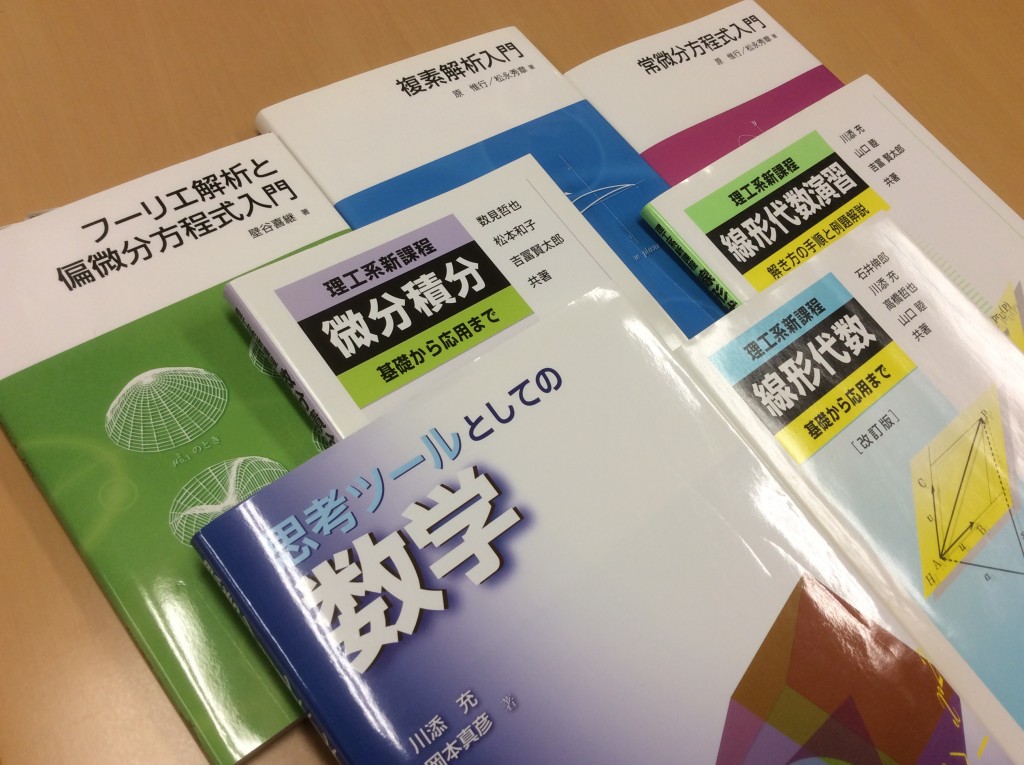 複素解析入門
原 惟行/松永秀章 著
常微分方程式入門
原 惟行/松永秀章 著
フーリエ解析と
偏微分方程式入門
壁谷喜継 著
のとき
理工系新課程
微分積分
基礎から応用まで
数見哲也
松本和子
吉冨賢太郎
共著
理工系新課程
線形代数演習
解き方の手順と例題解説
川添 充
山口 睦
吉冨 賢太郎
共著
理工系新課程
線形代数
基礎から応用まで
[改訂版]
石井伸郎
川添 充
高橋哲也
山口 睦
共著
P
C
B
H
A
u
a
思考ツールとしての
数学
川添 充
岡本真彦 著